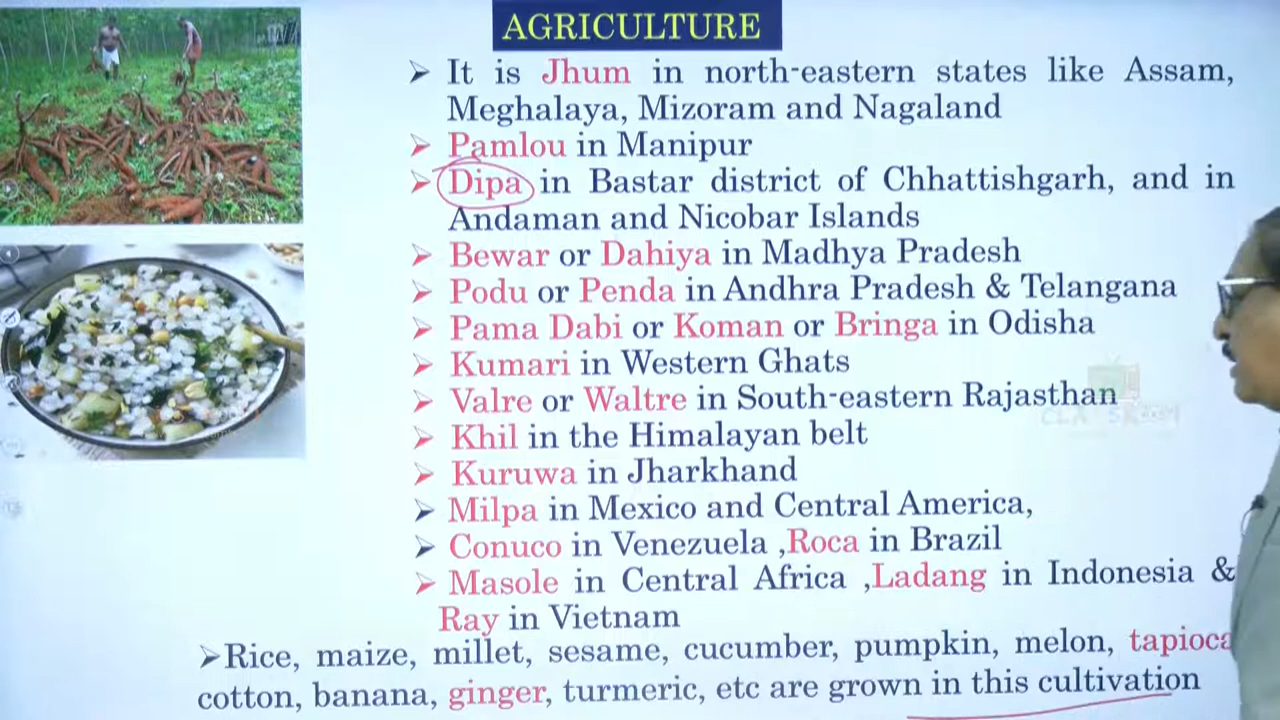 AGRICULTURE
➢ It is Jhum in north-eastern states like Assam,
Meghalaya, Mizoram and Nagaland
➢ Pamlou in Manipur
➢ Dipa in Bastar district of Chhattishgarh, and in
Andaman and Nicobar Islands
➢ Bewar or Dahiya in Madhya Pradesh
➢ Podu or Penda in Andhra Pradesh & Telangana
➢ Pama Dabi or Koman or Bringa in Odisha
➢ Kumari in Western Ghats
➢ Valre or Waltre in South-eastern Rajasthan
➢ Khil in the Himalayan belt
➢ Kuruwa in Jharkhand
➢ Milpa in Mexico and Central America,
➢ Conuco in Venezuela ,Roca in Brazil
➢ Masole in Central Africa ,Ladang in Indonesia &
Ray in Vietnam
➢Rice, maize, millet, sesame, cucumber, pumpkin, melon, tapioca
cotton, banana, ginger, turmeric, etc are grown in this cultivation